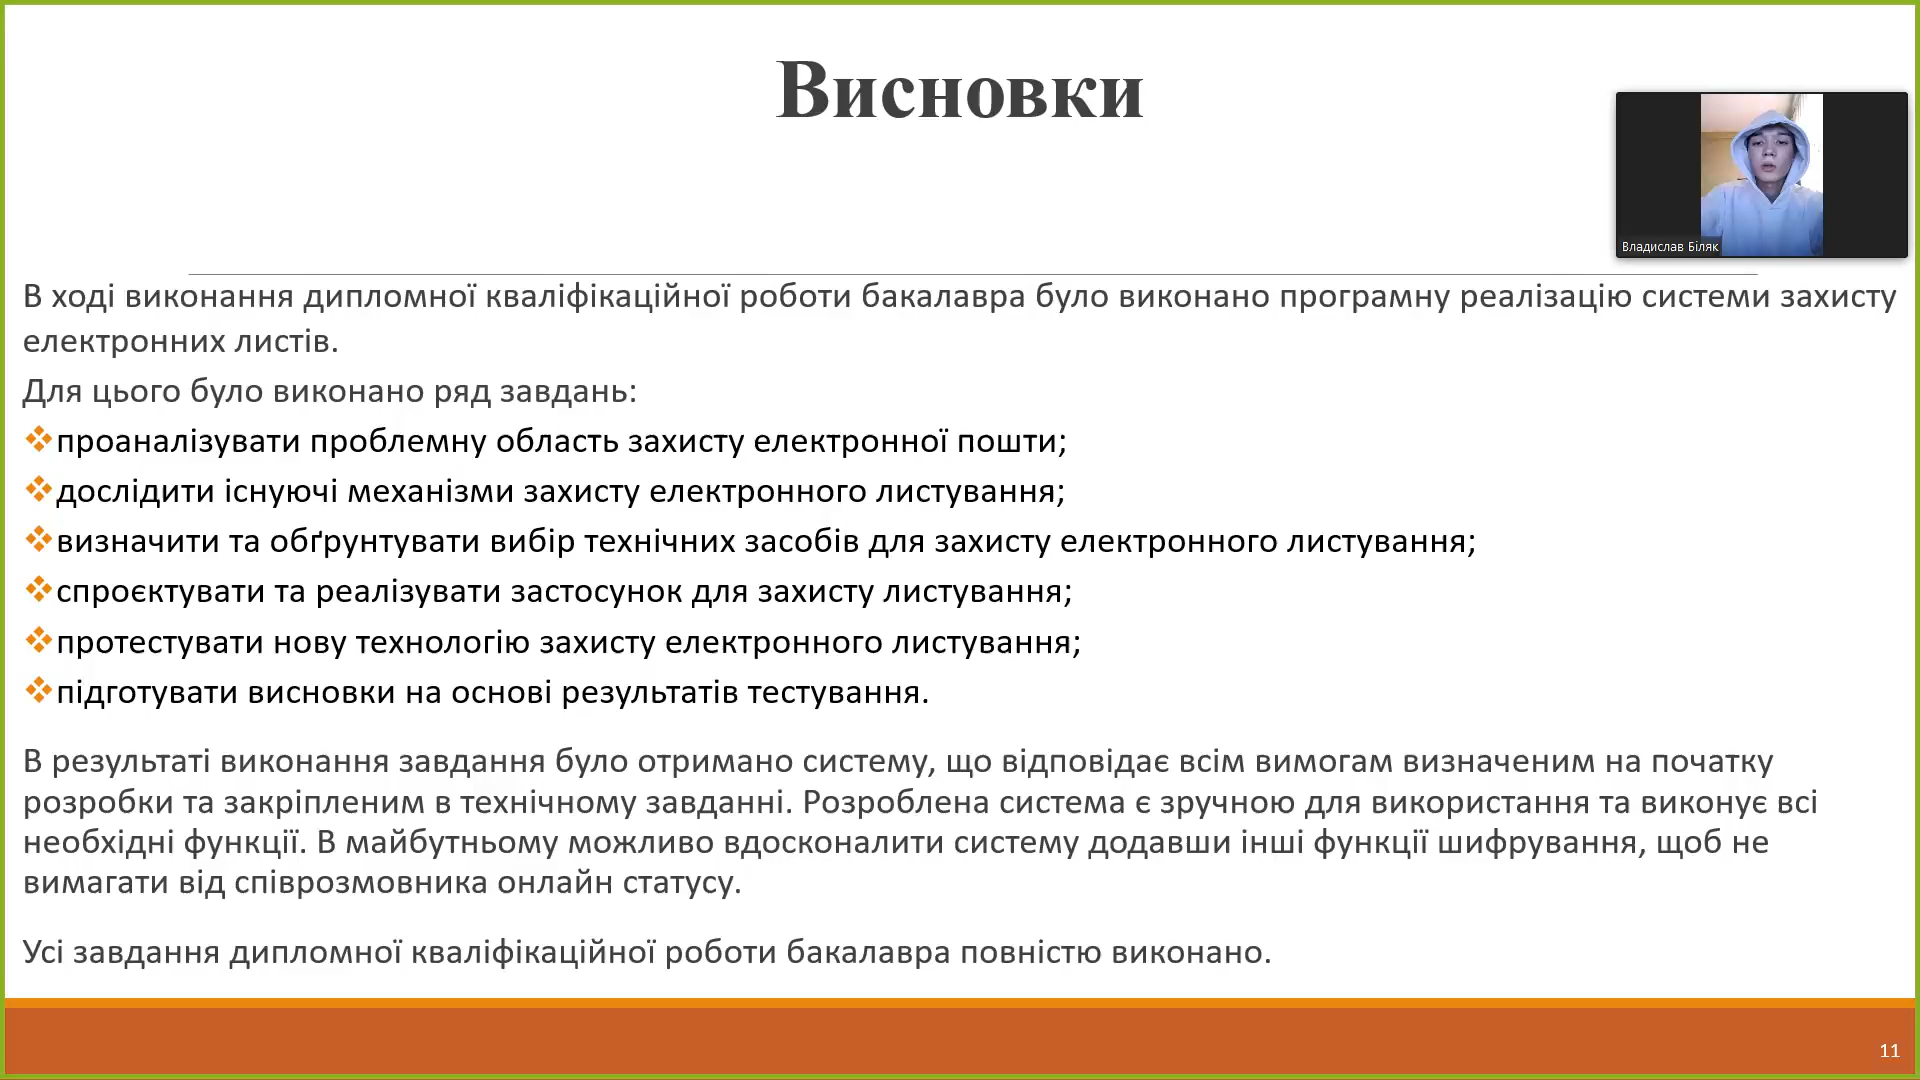 Висновки
Владислав Біляк
В ході виконання дипломної кваліфікаційної роботи бакалавра було виконано програмну реалізацію системи захисту
електронних листів.
Для цього було виконано ряд завдань:
❖проаналізувати проблемну область захисту електронної пошти;
❖дослідити існуючі механізми захисту електронного листування;
❖визначити та обґрунтувати вибір технічних засобів для захисту електронного листування;
❖спроєктувати та реалізувати застосунок для захисту листування;
❖протестувати нову технологію захисту електронного листування;
❖підготувати висновки на основі результатів тестування.
В результаті виконання завдання було отримано систему, що відповідає всім вимогам визначеним на початку
розробки та закріпленим в технічному завданні. Розроблена система є зручною для використання та виконує всі
необхідні функції. В майбутньому можливо вдосконалити систему додавши інші функції шифрування, щоб не
вимагати від співрозмовника онлайн статусу.
Усі завдання дипломної кваліфікаційної роботи бакалавра повністю виконано.
11